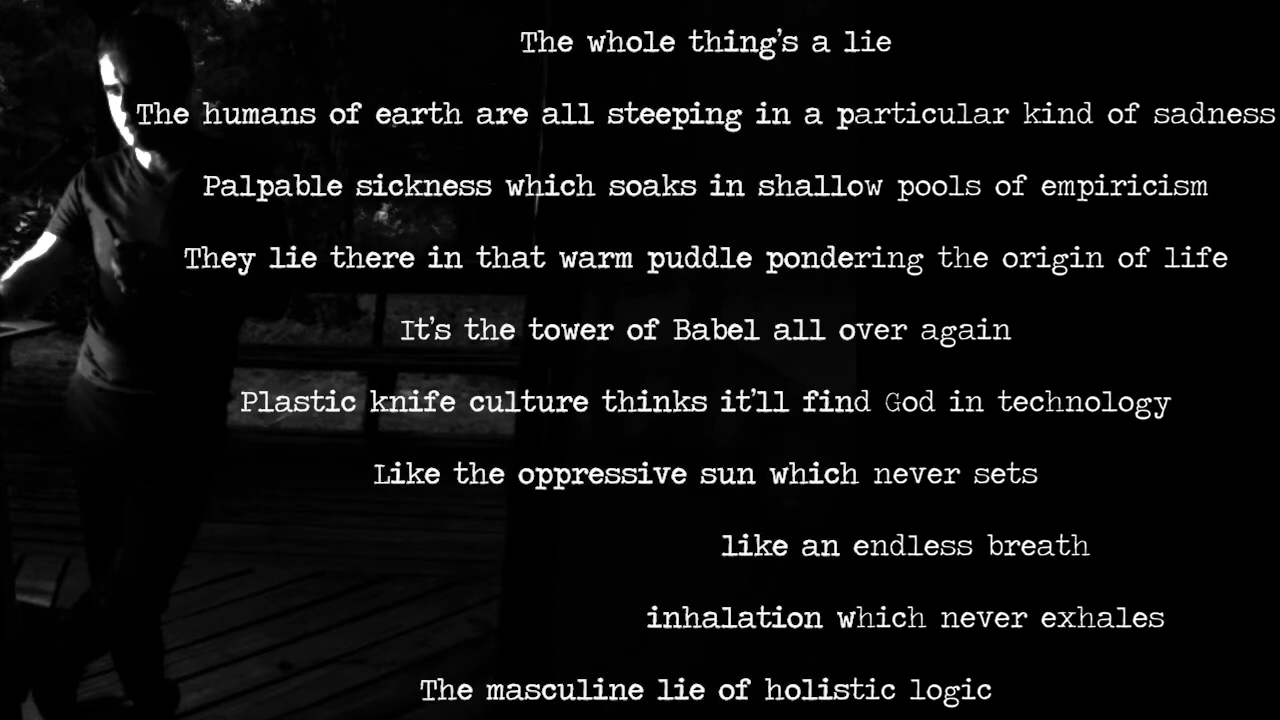 The whole thing's a lie
The humans of earth are all steeping in a particular kind of sadness
Palpable sickness which soaks in shallow pools of empiricism
They lie there in that warm puddle pondering the origin of life
It's the tower of Babel all over again
Plastic knife culture thinks it'll find God in technology
Like the oppressive sun which never sets
like an endless breath
inhalation which never exhales
The masculine lie of holistic logic